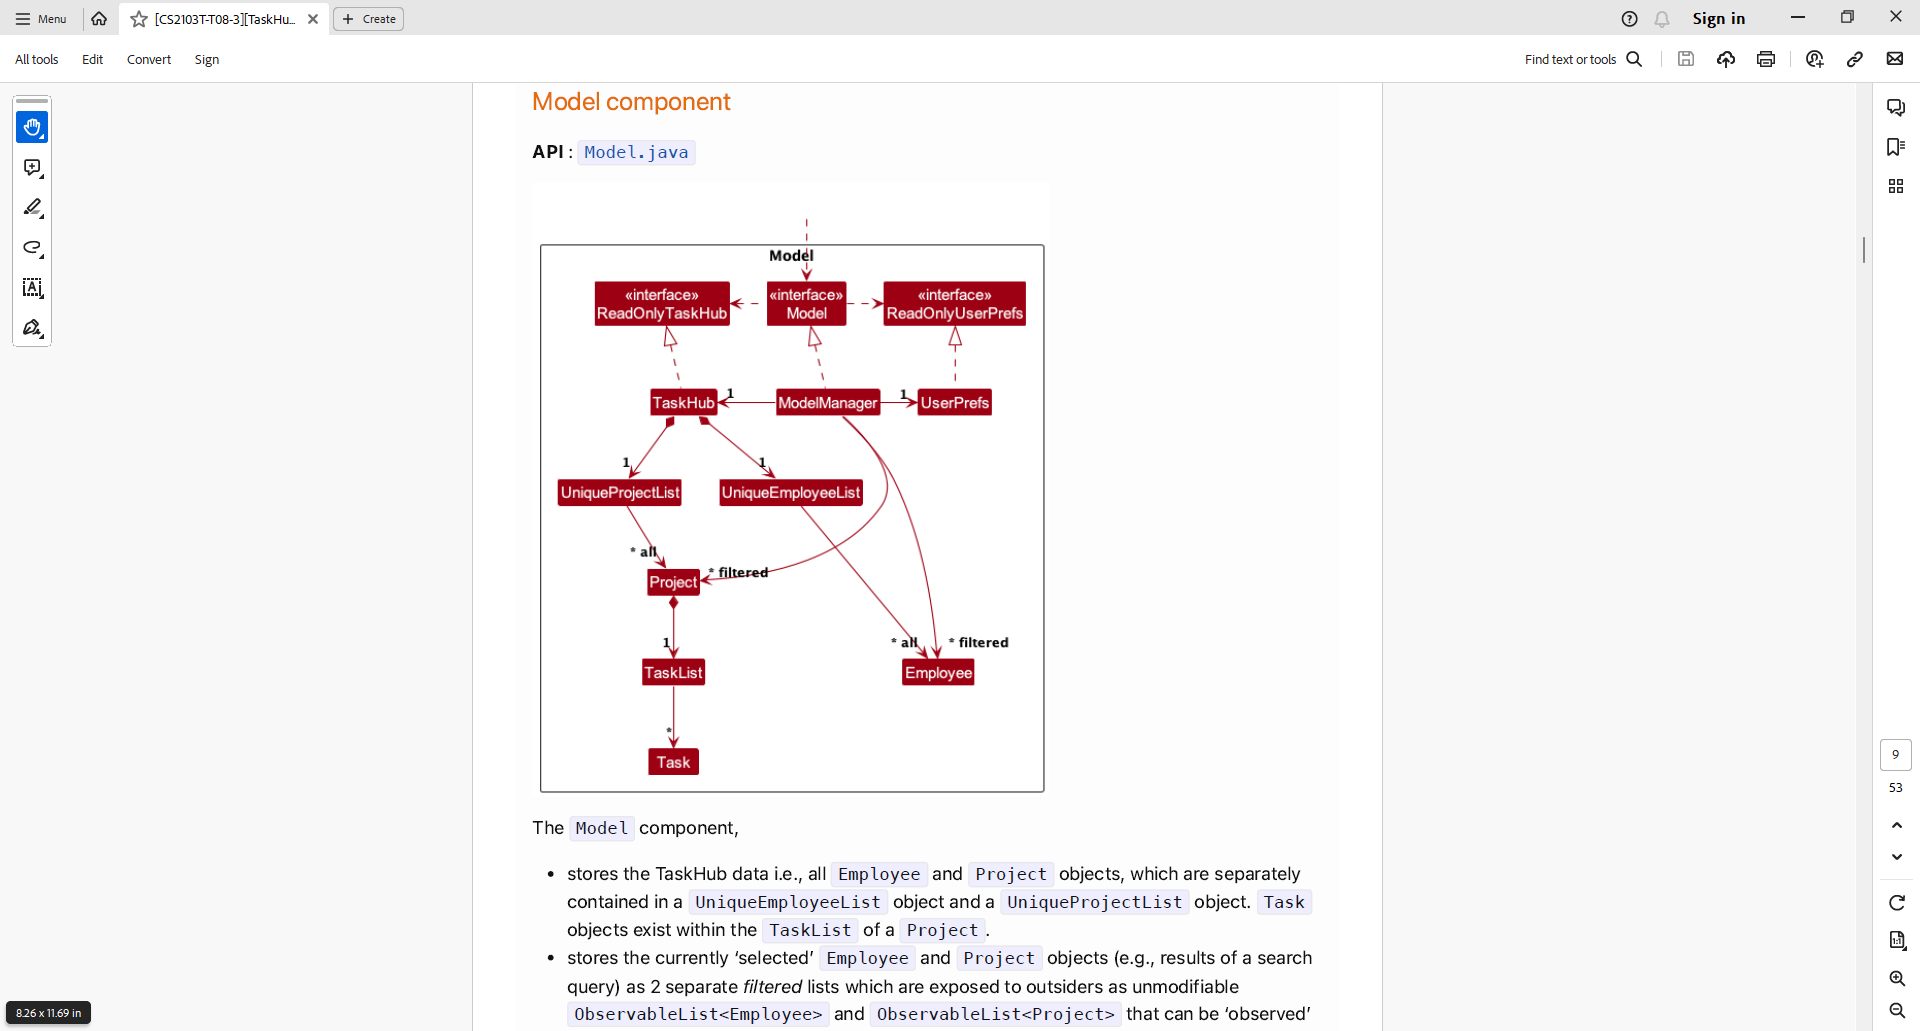 Menu
[CS2103T-T08-3][TaskHu...
Create
Sign in
All tools
Edit
Convert
Sign
Find text or tools
Model component
API : Model.java
Model
«interface»
ReadOnlyTaskHub
«interface»
Model
«interface»
ReadOnlyUserPrefs
TaskHub
1
ModelManager
1
UserPrefs
1
1
UniqueProjectList
UniqueEmployeeList
* all
* filtered
Project
1
* all
* filtered
TaskList
Employee
*
Task
The Model component,
• stores the TaskHub data i.e., all Employee and Project objects, which are separately
contained in a UniqueEmployeeList object and a UniqueProjectList object. Task
objects exist within the TaskList of a Project .
• stores the currently ‘selected’ Employee and Project objects (e.g., results of a search
query) as 2 separate filtered lists which are exposed to outsiders as unmodifiable
ObservableList<Employee> and ObservableList<Project> that can be ‘observed’
9
53
8.26 x 11.69 in